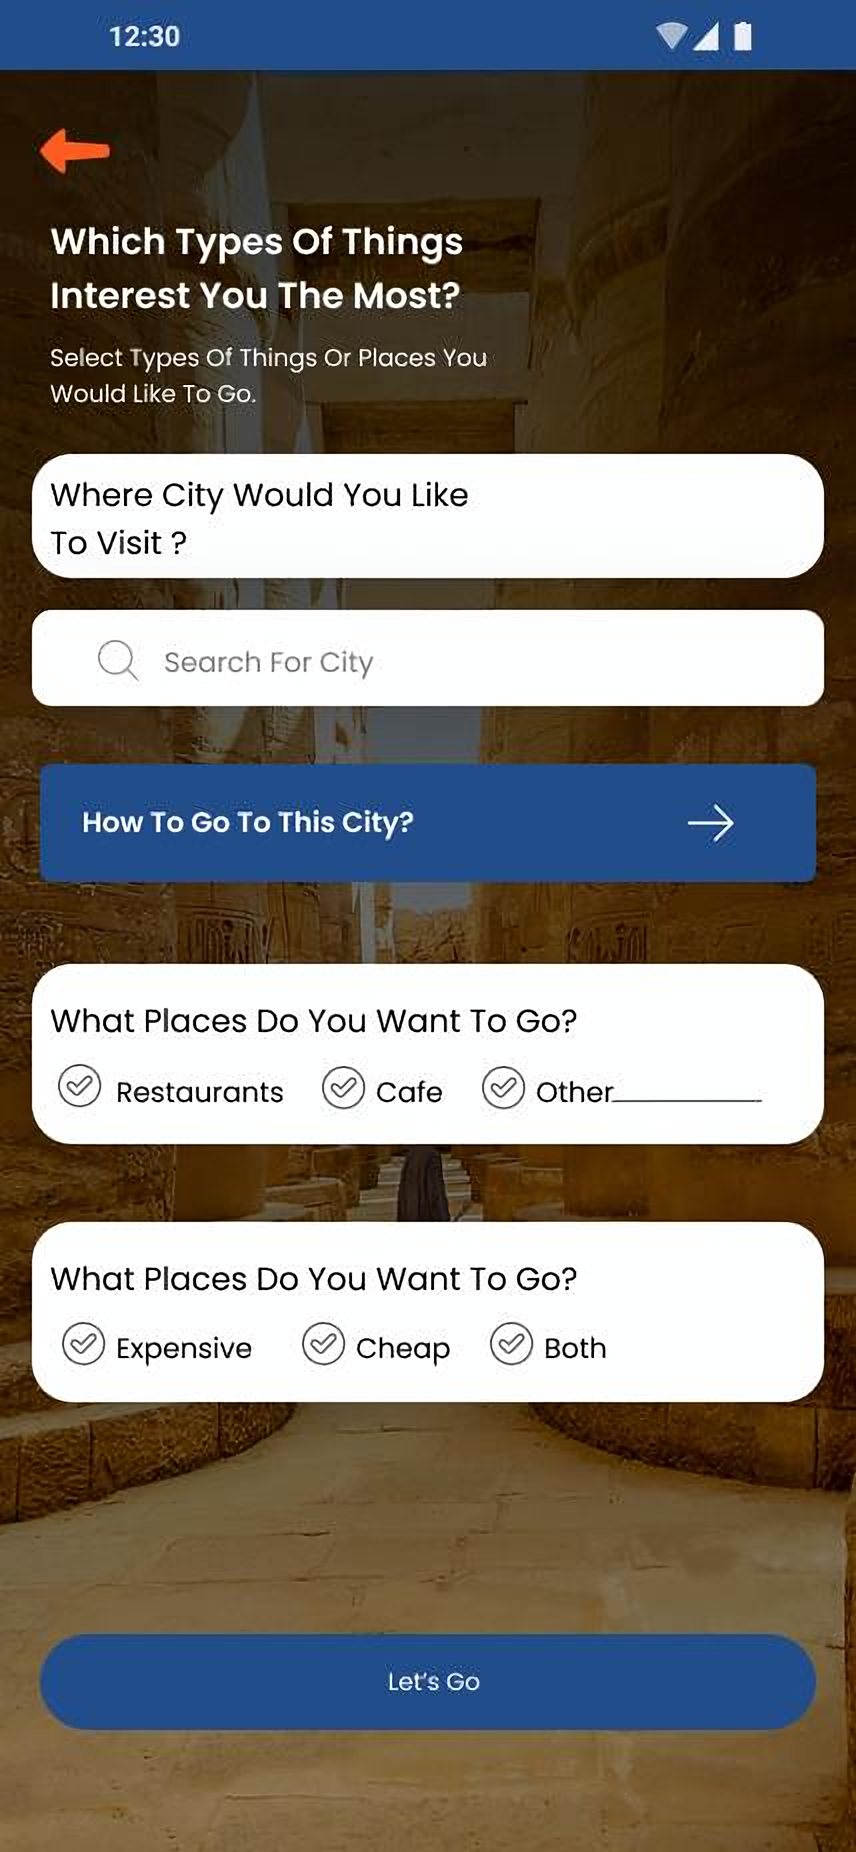 12:30
Which Types Of Things
Interest You The Most?
Select Types Of Things Or Places You
Would Like To Go.
Where City Would You Like
To Visit ?
Search For City
How To Go To This City?
What Places Do You Want To Go?
Restaurants Cafe Other
What Places Do You Want To Go?
Expensive Cheap Both
Let's Go